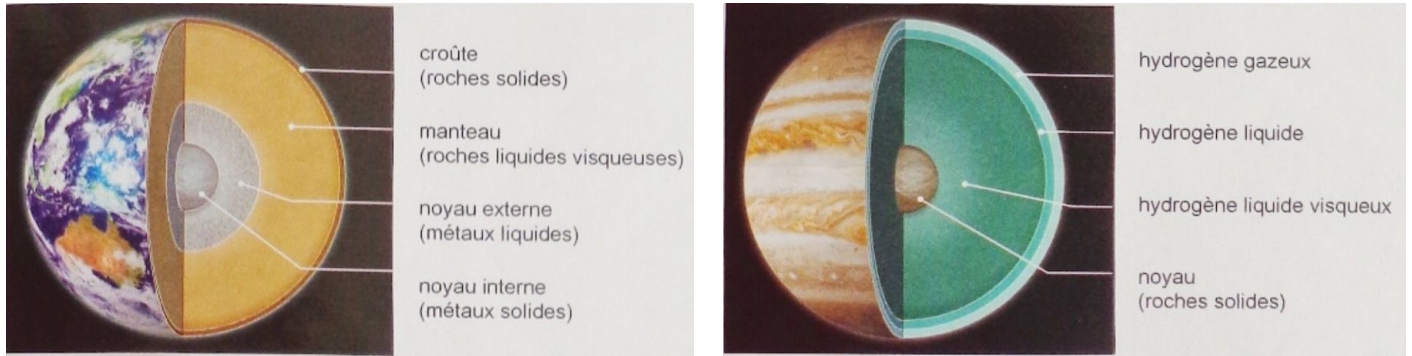 croûte
(roches solides)
manteau
(roches liquides visqueuses)
noyau externe
(métaux liquides)
noyau interne
(métaux solides)
hydrogène gazeux
hydrogène liquide
hydrogène liquide visqueux
noyau
(roches solides)